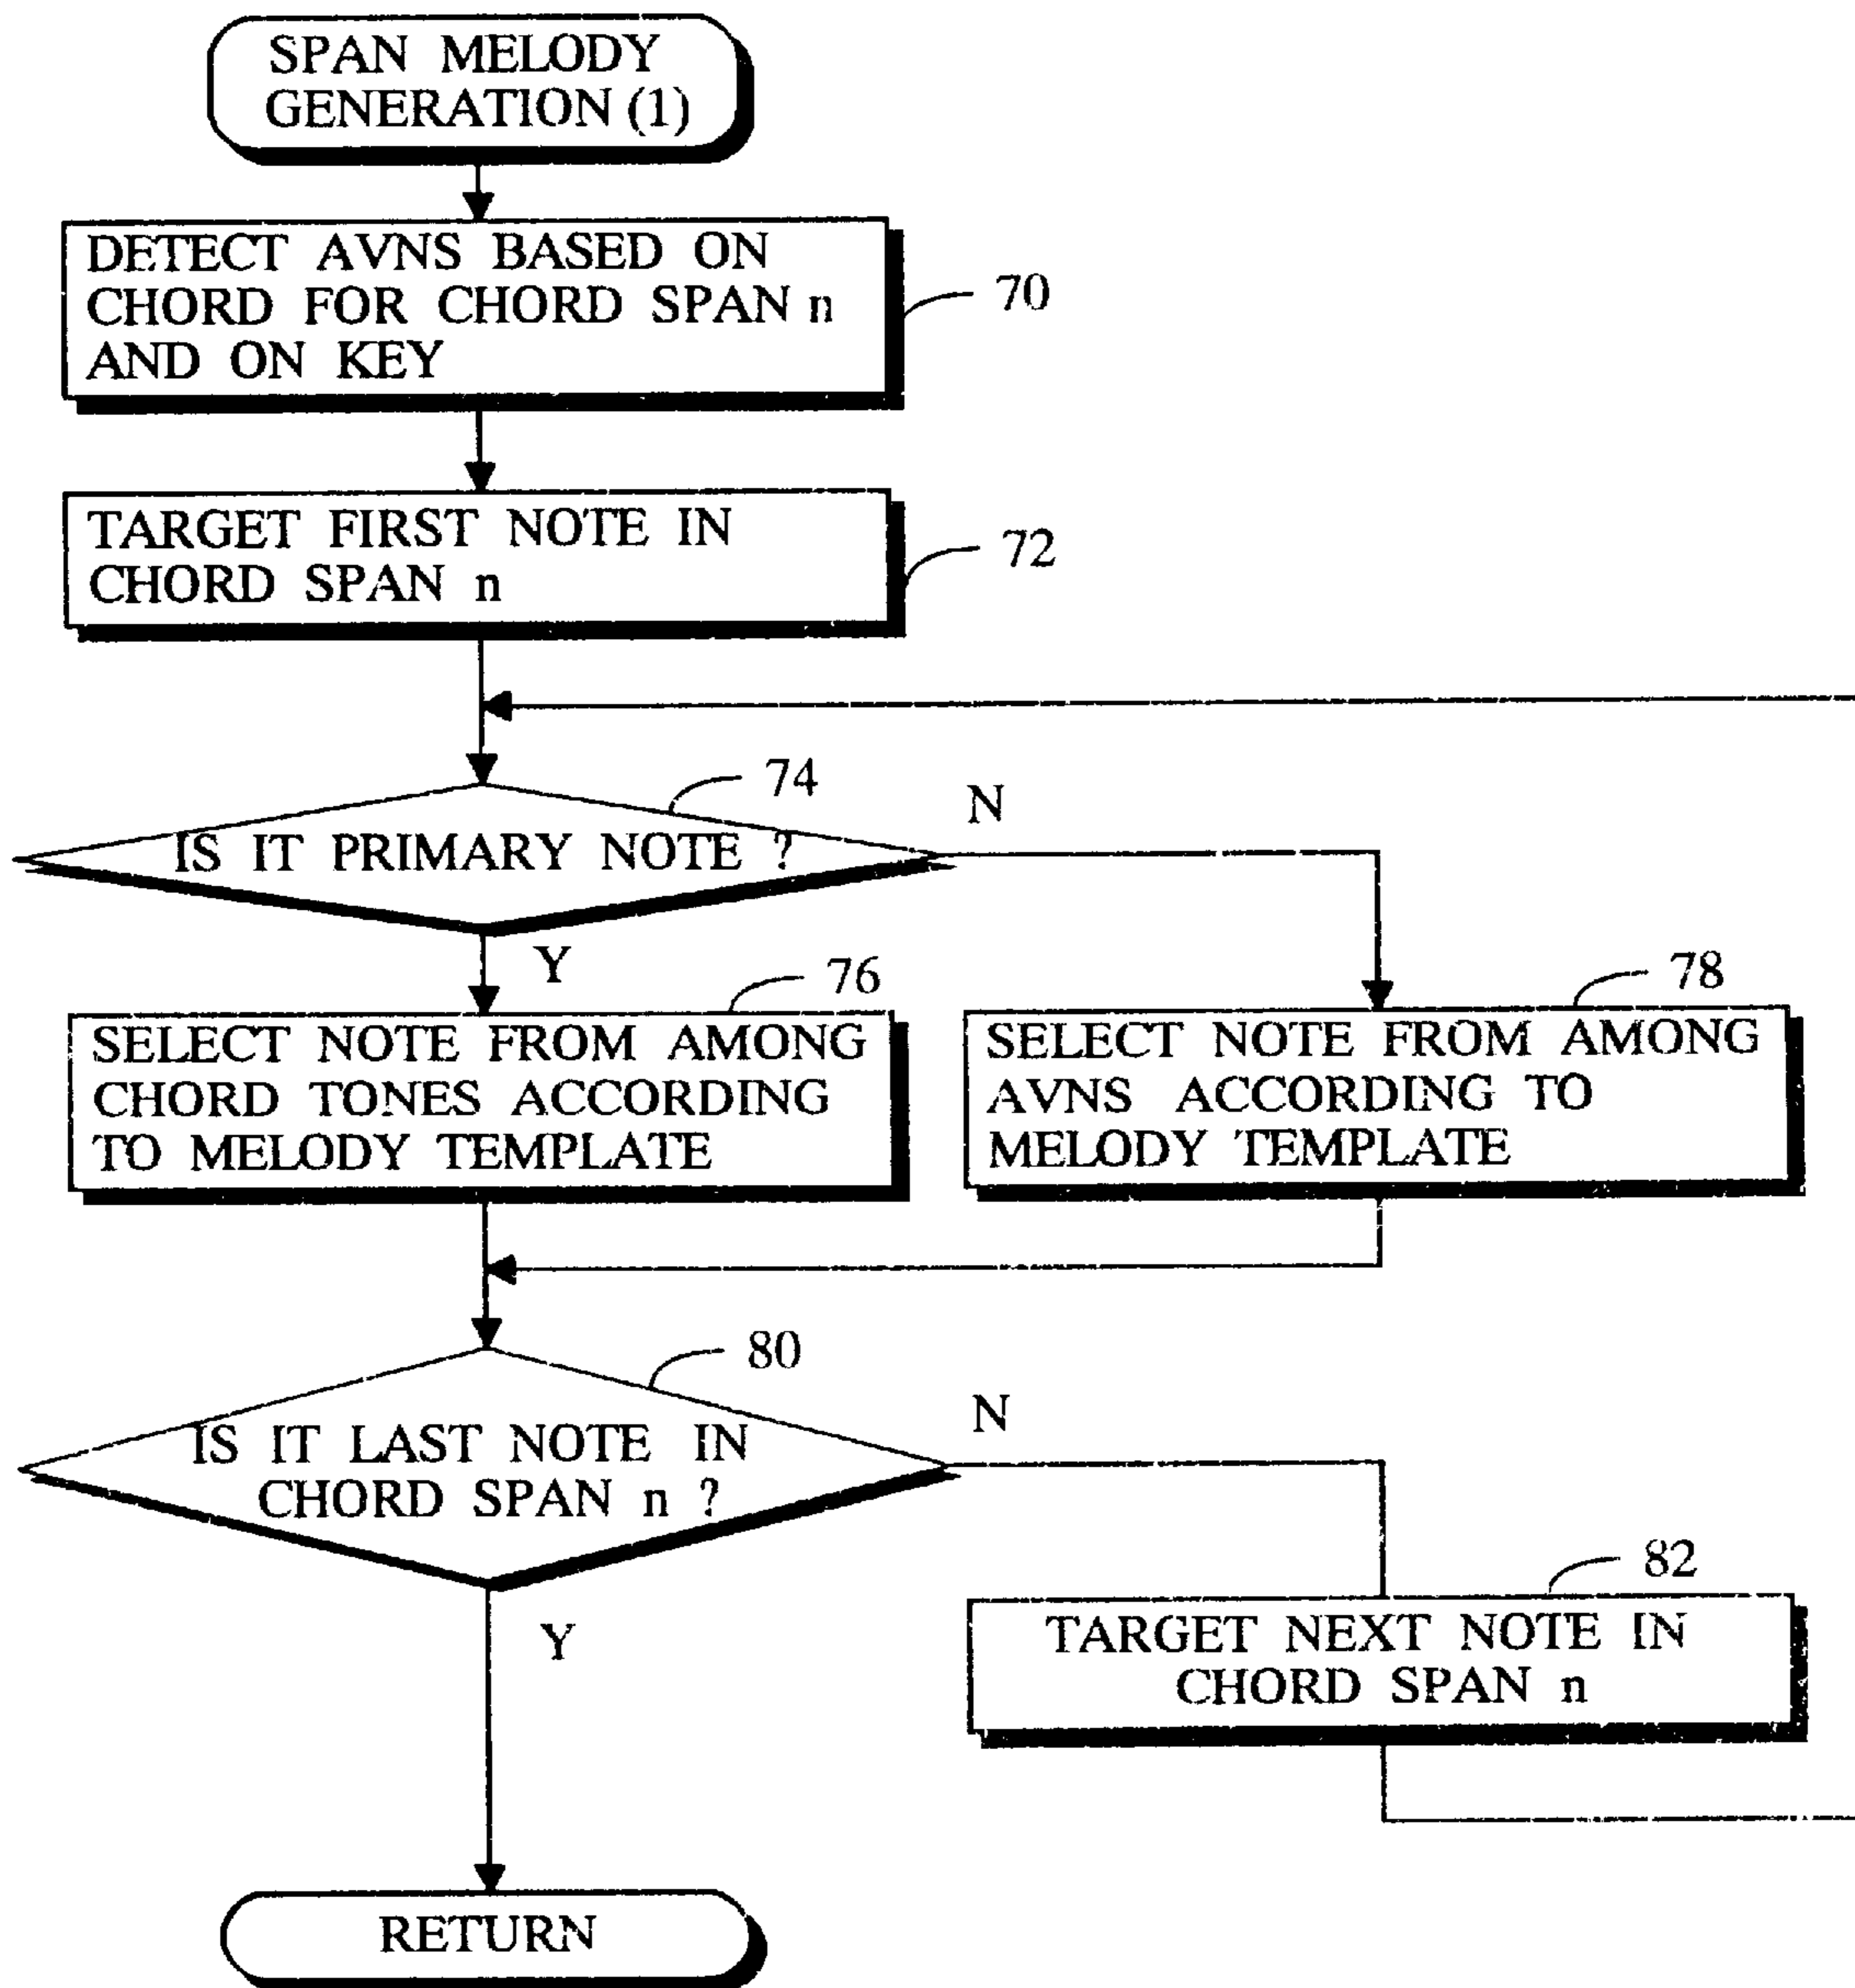 SPAN MELODY
GENERATION (1)
DETECT AVNS BASED ON
CHORD FOR CHORD SPAN n
AND ON KEY
70
TARGET FIRST NOTE IN
CHORD SPAN n
72
74
IS IT PRIMARY NOTE ?
N
Y
76
SELECT NOTE FROM AMONG
CHORD TONES ACCORDING
TO MELODY TEMPLATE
78
SELECT NOTE FROM AMONG
AVNS ACCORDING TO
MELODY TEMPLATE
80
IS IT LAST NOTE IN
CHORD SPAN n ?
N
Y
82
TARGET NEXT NOTE IN
CHORD SPAN n
RETURN